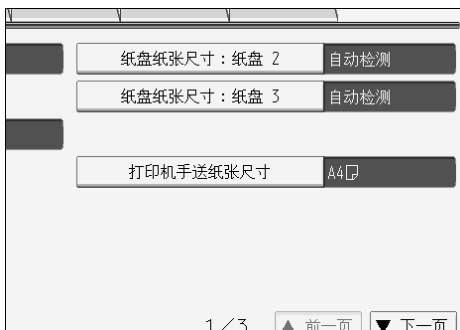 纸盘纸张尺寸：纸盘 2 自动检测
纸盘纸张尺寸：纸盘 3 自动检测
打印机手送纸张尺寸 A4
1／3 ▲ 前一页 ▼ 下一页